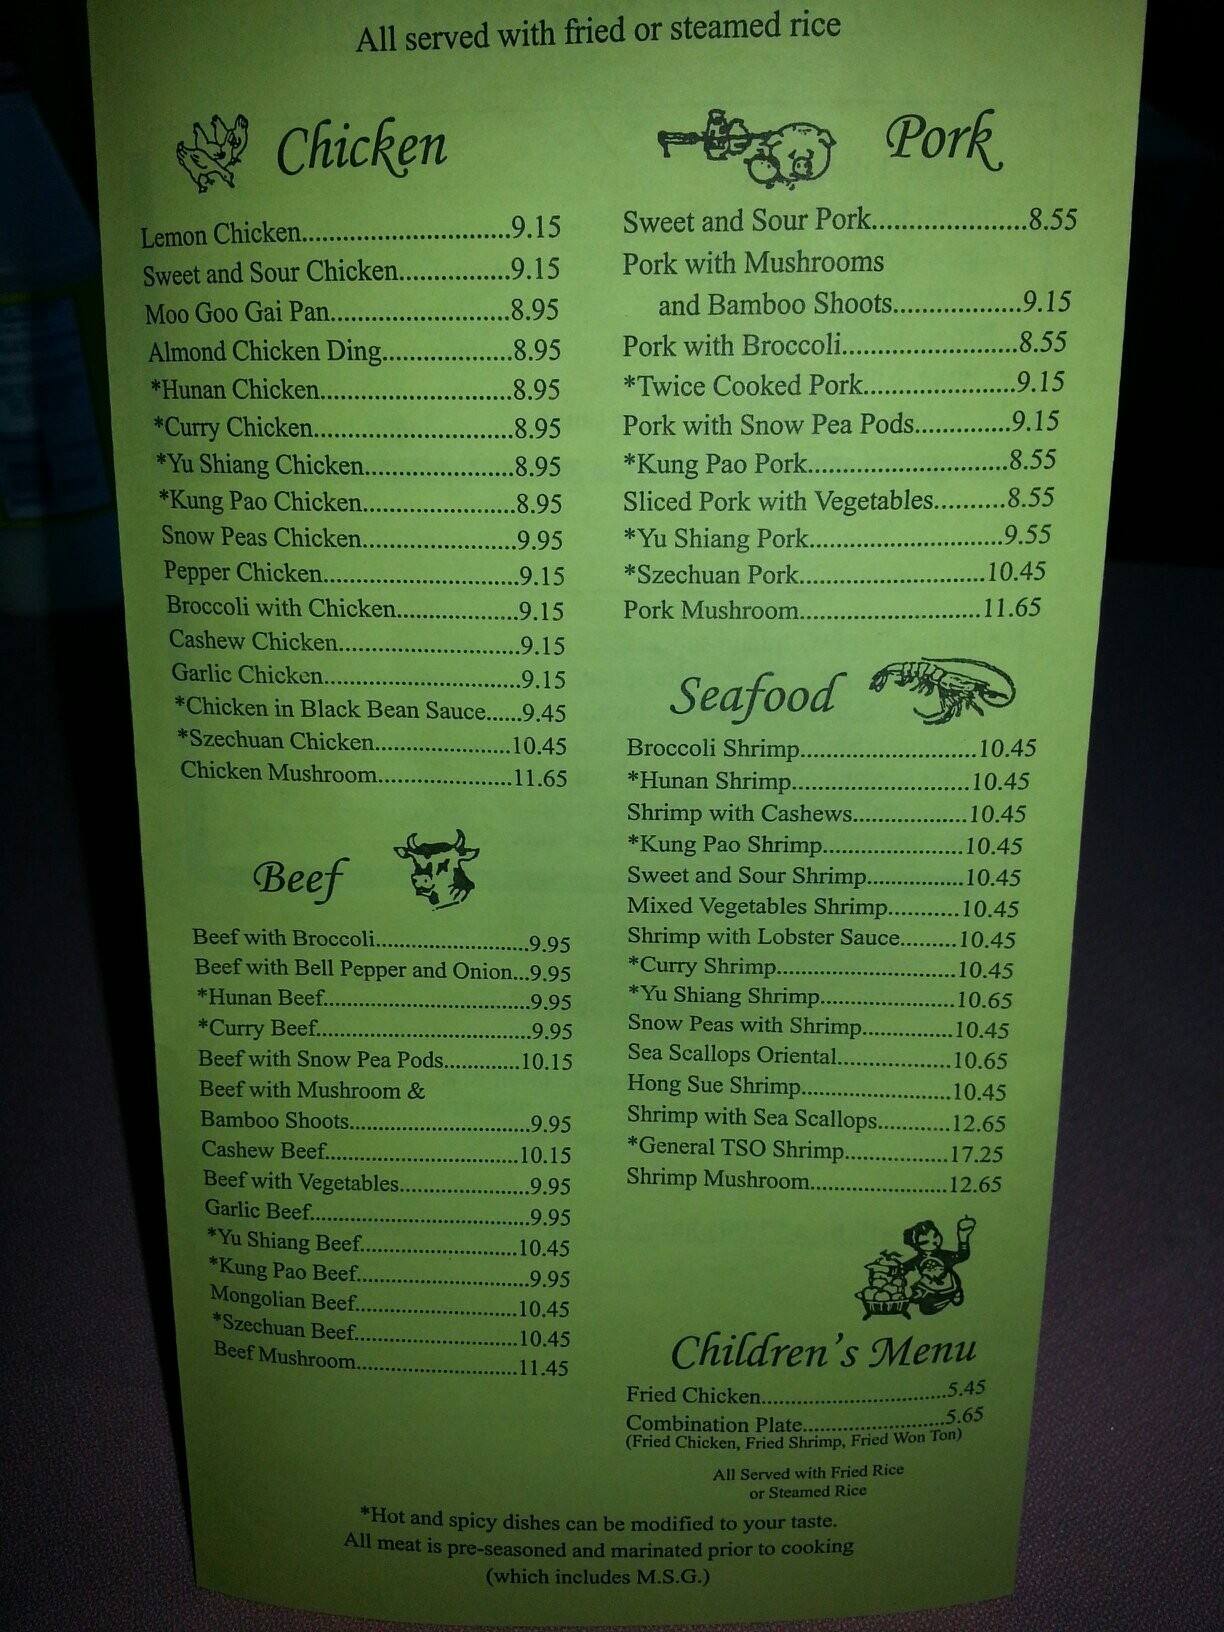 All served with fried or steamed rice
Chicken
Lemon Chicken..............................9.15
Sweet and Sour Chicken................9.15
Moo Goo Gai Pan..........................8.95
Almond Chicken Ding...................8.95
*Hunan Chicken............................8.95
*Curry Chicken.............................8.95
*Yu Shiang Chicken......................8.95
*Kung Pao Chicken.......................8.95
Snow Peas Chicken.......................9.95
Pepper Chicken.............................9.15
Broccoli with Chicken..................9.15
Cashew Chicken...........................9.15
Garlic Chicken..............................9.15
*Chicken in Black Bean Sauce......9.45
*Szechuan Chicken.....................10.45
Chicken Mushroom.....................11.65
Beef
Beef with Broccoli........................9.95
Beef with Bell Pepper and Onion...9.95
*Hunan Beef................................9.95
*Curry Beef..................................9.95
Beef with Snow Pea Pods............10.15
Beef with Mushroom &
Bamboo Shoots............................9.95
Cashew Beef...............................10.15
Beef with Vegetables....................9.95
Garlic Beef...................................9.95
*Yu Shiang Beef.........................10.45
*Kung Pao Beef...........................9.95
Mongolian Beef..........................10.45
*Szechuan Beef...........................10.45
Beef Mushroom..........................11.45
Pork
Sweet and Sour Pork......................8.55
Pork with Mushrooms
and Bamboo Shoots...................9.15
Pork with Broccoli.........................8.55
*Twice Cooked Pork......................9.15
Pork with Snow Pea Pods..............9.15
*Kung Pao Pork.............................8.55
Sliced Pork with Vegetables..........8.55
*Yu Shiang Pork............................9.55
*Szechuan Pork...........................10.45
Pork Mushroom...........................11.65
Seafood
Broccoli Shrimp..........................10.45
*Hunan Shrimp...........................10.45
Shrimp with Cashews..................10.45
*Kung Pao Shrimp......................10.45
Sweet and Sour Shrimp...............10.45
Mixed Vegetables Shrimp............10.45
Shrimp with Lobster Sauce.........10.45
*Curry Shrimp............................10.45
*Yu Shiang Shrimp.....................10.65
Snow Peas with Shrimp..............10.45
Sea Scallops Oriental..................10.65
Hong Sue Shrimp.......................10.45
Shrimp with Sea Scallops...........12.65
*General TSO Shrimp.................17.25
Shrimp Mushroom.....................12.65
Children's Menu
Fried Chicken..............................5.45
Combination Plate.......................5.65
(Fried Chicken, Fried Shrimp, Fried Won Ton)
All Served with Fried Rice
or Steamed Rice
*Hot and spicy dishes can be modified to your taste.
All meat is pre-seasoned and marinated prior to cooking
(which includes M.S.G.)